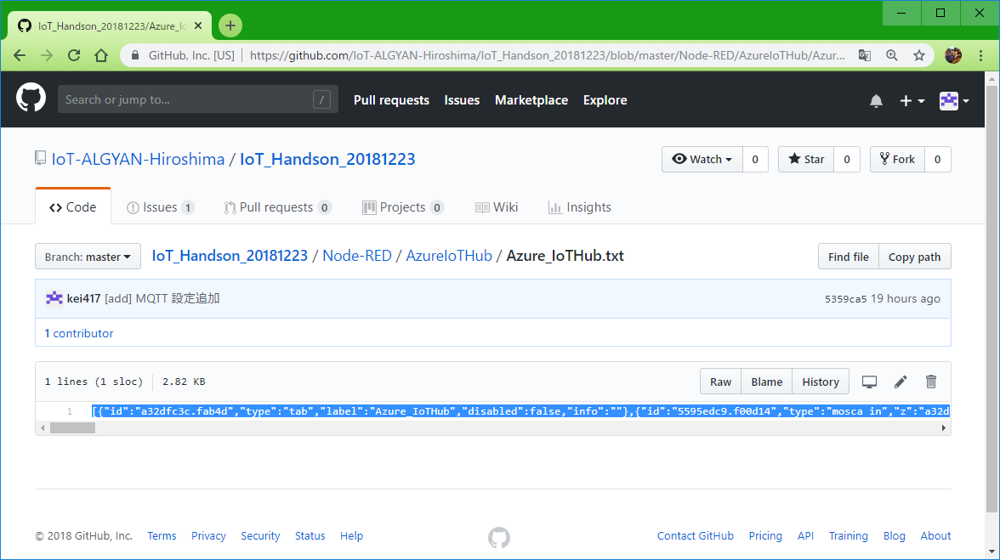 IoT_Handson_20181223/Azure_Io
GitHub, Inc. [US] https://github.com/IoT-ALGYAN-Hiroshima/IoT_Handson_20181223/blob/master/Node-RED/AzureIoTHub/Azur...
Search or jump to... / Pull requests Issues Marketplace Explore
IoT-ALGYAN-Hiroshima / IoT_Handson_20181223 Watch 0 Star 0 Fork 0
Code Issues 1 Pull requests 0 Projects 0 Wiki Insights
Branch: master IoT_Handson_20181223 / Node-RED / AzureIoTHub / Azure_IoTHub.txt Find file Copy path
kei417 [add] MQTT 設定追加 5359ca5 19 hours ago
1 contributor
1 lines (1 sloc) 2.82 KB Raw Blame History
1 [{"id":"a32dfc3c.fab4d","type":"tab","label":"Azure_IoTHub","disabled":false,"info":""},{"id":"5595edc9.f00d14","type":"mosca in","z":"a32d
© 2018 GitHub, Inc. Terms Privacy Security Status Help Contact GitHub Pricing API Training Blog About